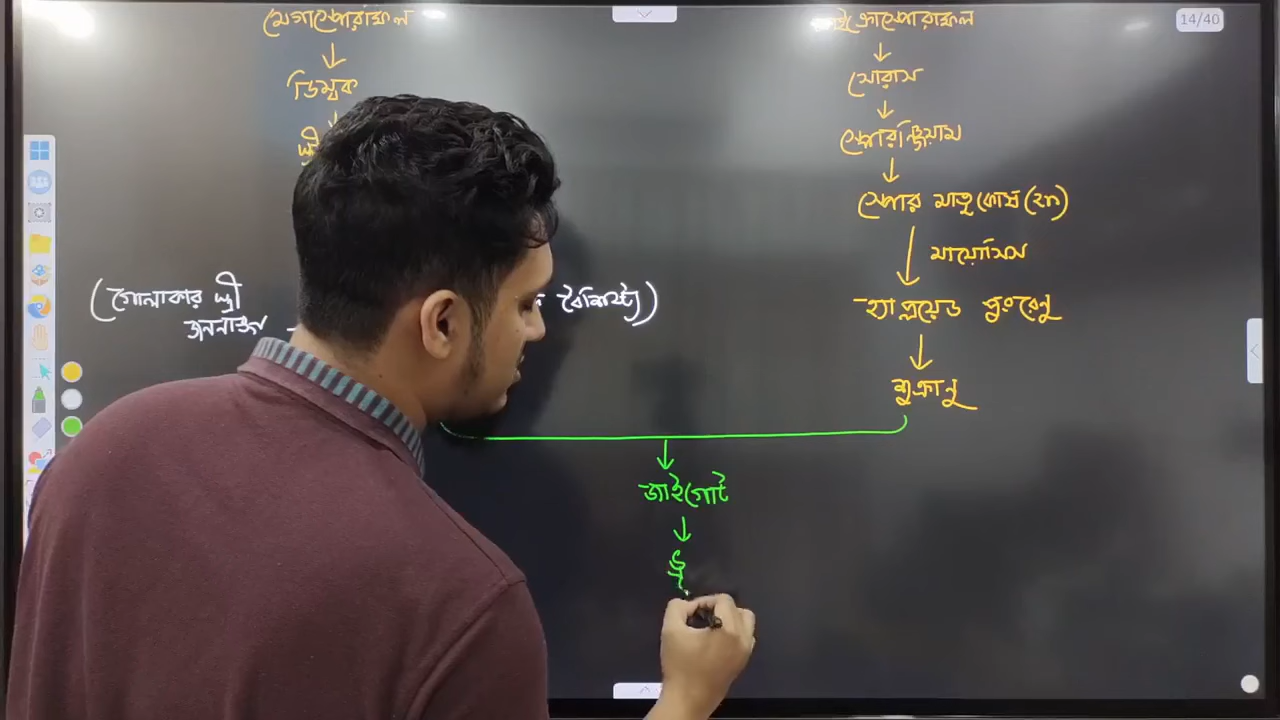 মেগাস্পোরোফিল
মাইক্রোস্পোরোফিল
14/40
ডিম্বক
সোরাস
স্ত্রী
স্পোরাঞ্জিয়াম
স্পোর মাতৃকোষ (2n)
মায়োসিস
(গোলাকার স্ত্রী
বৈশিষ্ট্য)
জননাঙ্গ
হ্যাপ্লয়েড পুংরেনু
শুক্রানু
জাইগোট
ভ্রূ